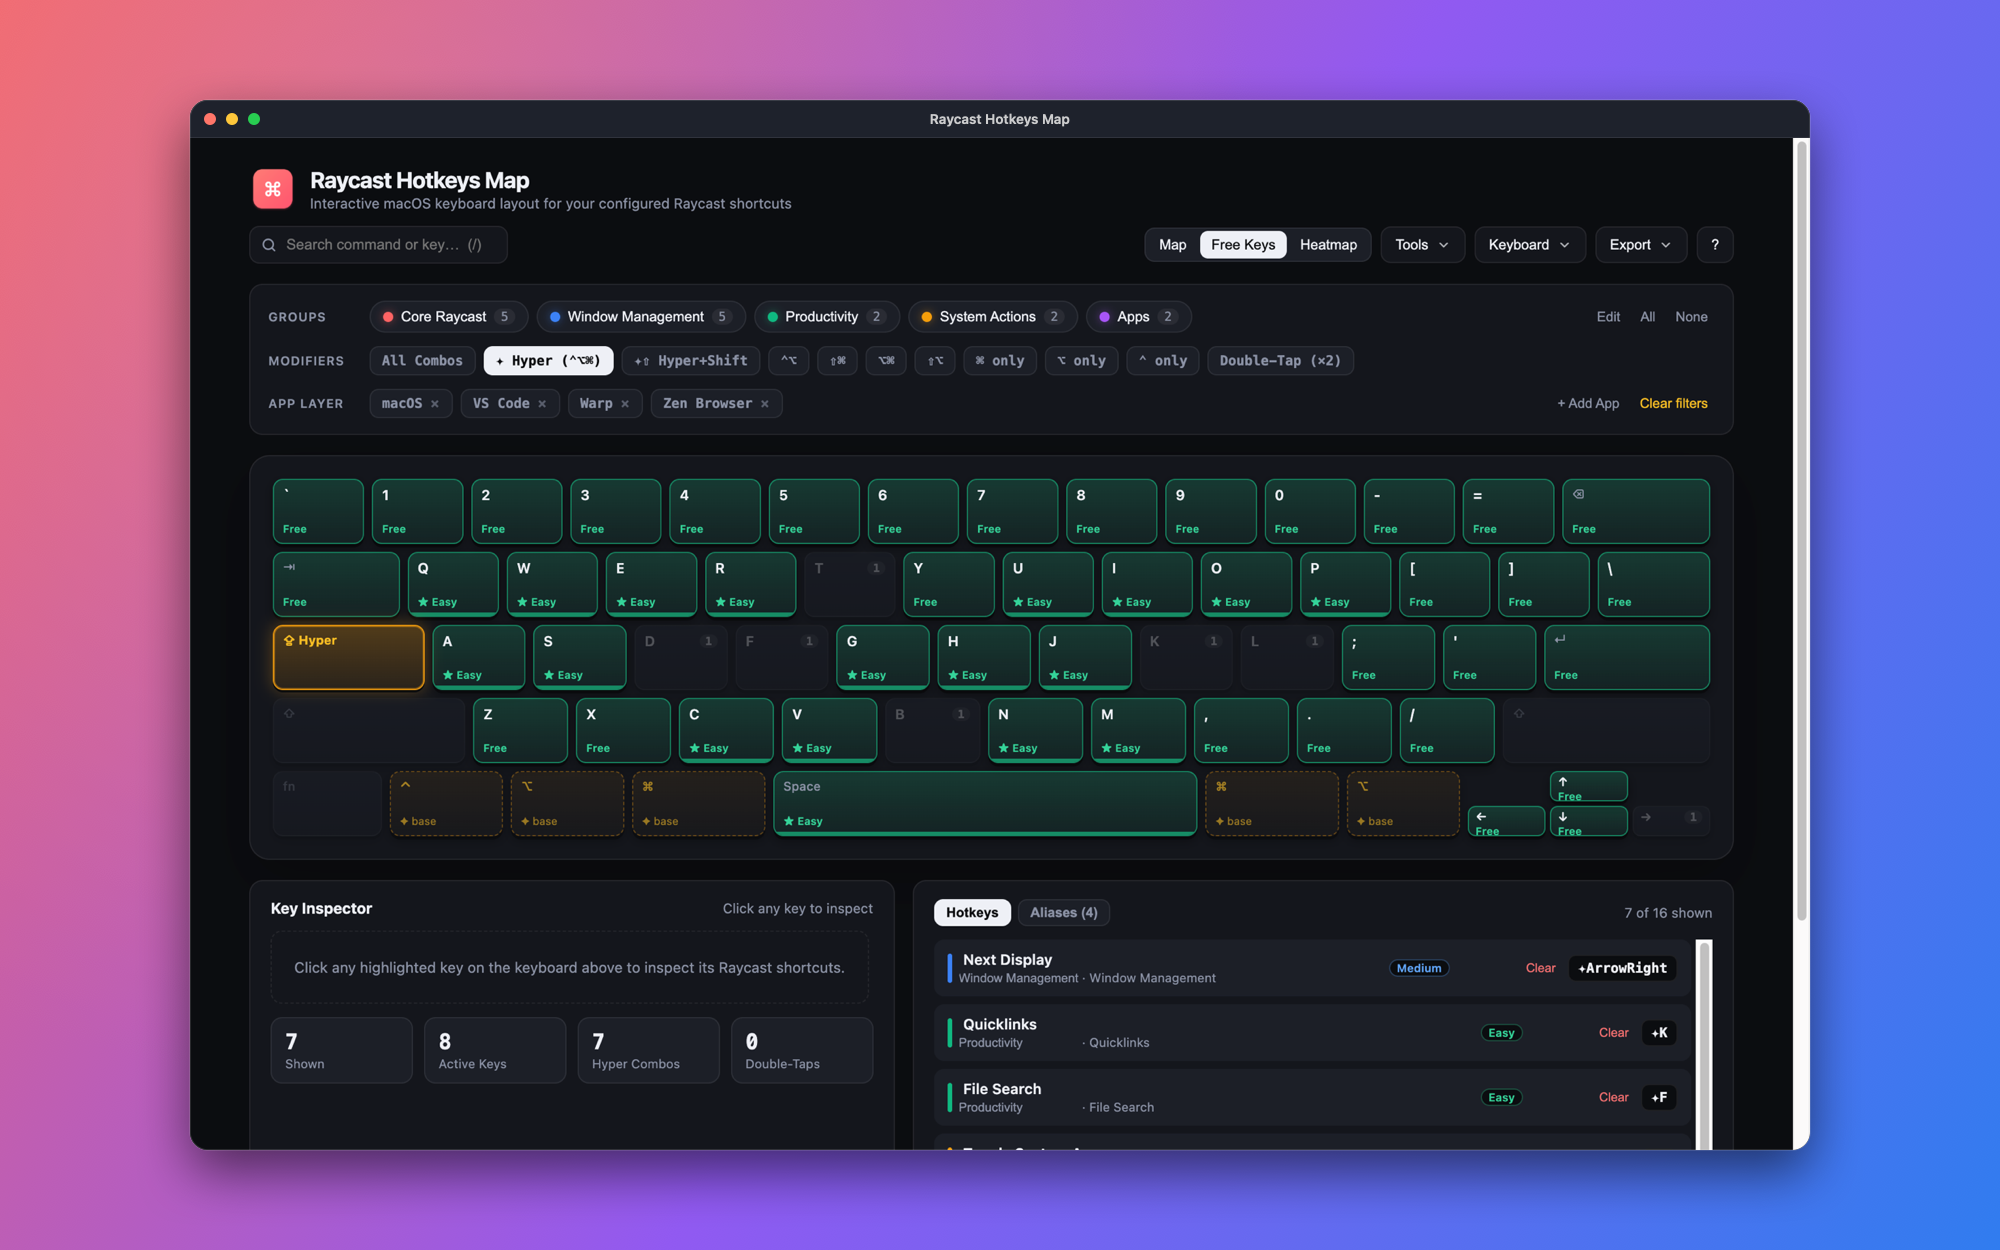 Raycast Hotkeys Map
⌘
Raycast Hotkeys Map
Interactive macOS keyboard layout for your configured Raycast shortcuts
Search command or key… (/)
Map Free Keys Heatmap Tools Keyboard Export ?
GROUPS Core Raycast 5 Window Management 5 Productivity 2 System Actions 2 Apps 2 Edit All None
MODIFIERS All Combos ✦ Hyper (⌃⌥⌘) ✦⇧ Hyper+Shift ⌃⌥ ⇧⌘ ⌥⌘ ⇧⌥ ⌘ only ⌥ only ⌃ only Double-Tap (×2)
APP LAYER macOS × VS Code × Warp × Zen Browser × + Add App Clear filters
` 1 2 3 4 5 6 7 8 9 0 - = ⌫
Free Free Free Free Free Free Free Free Free Free Free Free Free Free
⇥ Q W E R T 1 Y U I O P [ ] \
Free ★ Easy ★ Easy ★ Easy ★ Easy Free ★ Easy ★ Easy ★ Easy ★ Easy Free Free Free
⇪ Hyper A S D 1 F 1 G H J K 1 L 1 ; ' ↵
★ Easy ★ Easy ★ Easy ★ Easy ★ Easy Free Free Free
⇧ Z X C V B 1 N M , . / ⇧
Free Free ★ Easy ★ Easy ★ Easy ★ Easy Free Free Free
fn ⌃ ⌥ ⌘ Space ⌘ ⌥ ↑
Free
✦ base ✦ base ✦ base ★ Easy ✦ base ✦ base ← ↓ → 1
Free Free
Key Inspector Click any key to inspect
Click any highlighted key on the keyboard above to inspect its Raycast shortcuts.
7 8 7 0
Shown Active Keys Hyper Combos Double-Taps
Hotkeys Aliases (4) 7 of 16 shown
Next Display Medium Clear ✦ArrowRight
Window Management · Window Management
Quicklinks Easy Clear ✦K
Productivity · Quicklinks
File Search Easy Clear ✦F
Productivity · File Search